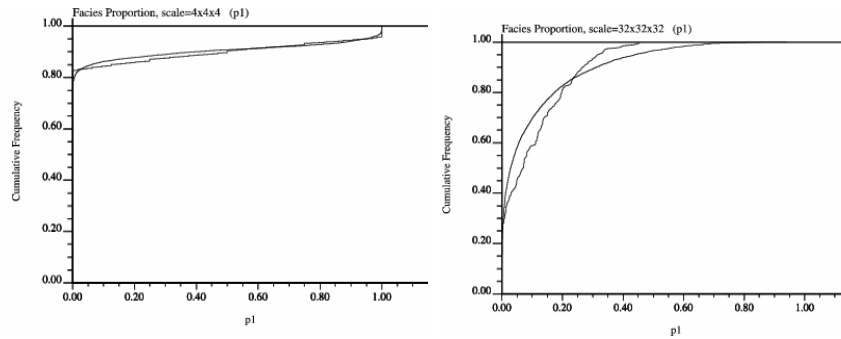 Facies Proportion, scale=4x4x4 (p1)
1.00
0.80
0.60
0.40
0.20
0.00
Cumulative Frequency
0.00 0.20 0.40 0.60 0.80 1.00
p1
Facies Proportion, scale=32x32x32 (p1)
1.00
0.80
0.60
0.40
0.20
0.00
Cumulative Frequency
0.00 0.20 0.40 0.60 0.80 1.00
p1